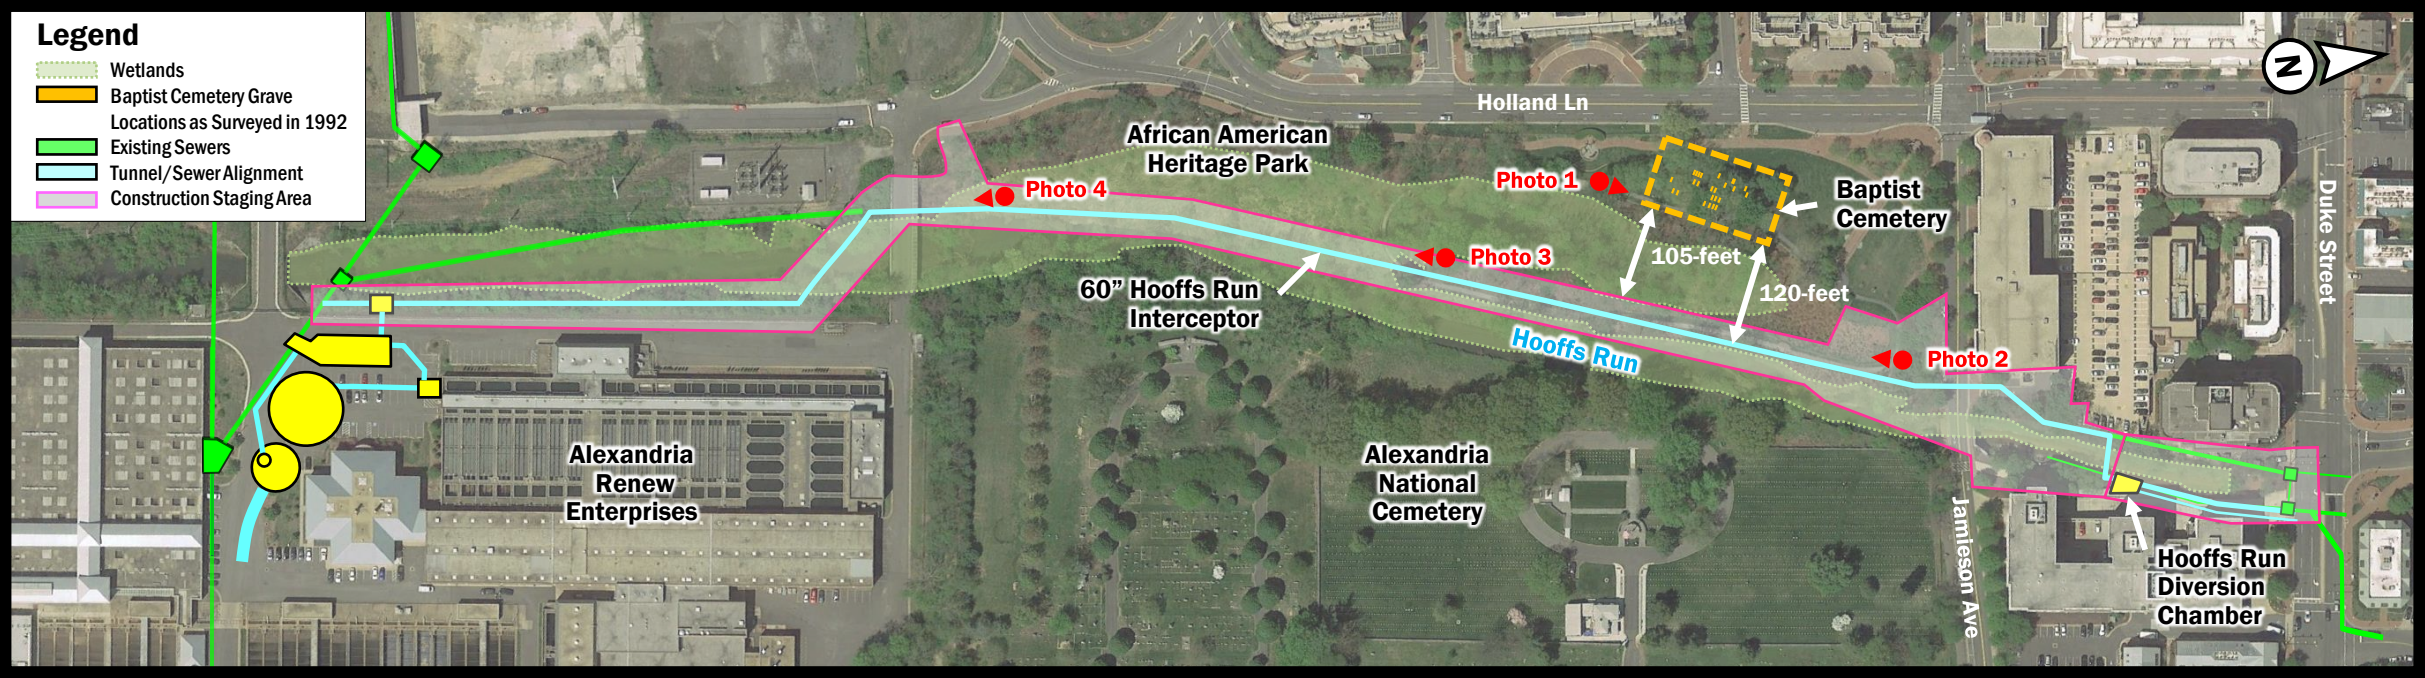 Legend
Wetlands
Baptist Cemetery Grave
Locations as Surveyed in 1992
Existing Sewers
Tunnel/Sewer Alignment
Construction Staging Area
N
Holland Ln
African American
Heritage Park
Photo 1
Photo 4
Baptist
Cemetery
Duke Street
Photo 3
105-feet
120-feet
60” Hooffs Run
Interceptor
Hooffs Run
Photo 2
Alexandria
Renew
Enterprises
Alexandria
National
Cemetery
Jamieson Ave
Hooffs Run
Diversion
Chamber